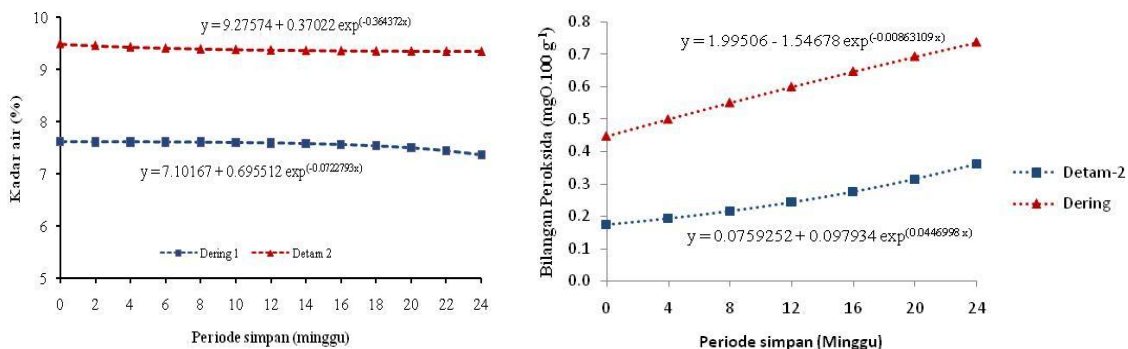 y = 9.27574 + 0.37022 exp(-0.364372x)
10
9
8
7
6
5
Kadar air (%)
y = 7.10167 + 0.695512 exp(-0.0722793x)
Dering 1
Detam 2
0 2 4 6 8 10 12 14 16 18 20 22 24
Periode simpan (minggu)
0.8
0.7
0.6
0.5
0.4
0.3
0.2
0.1
0.0
Bilangan Peroksida (mgO.100 g-1)
y = 1.99506 - 1.54678 exp(-0.00863109 x)
y = 0.0759252 + 0.097934 exp(0.0446998 x)
Detam-2
Dering
0 4 8 12 16 20 24
Periode simpan (Minggu)